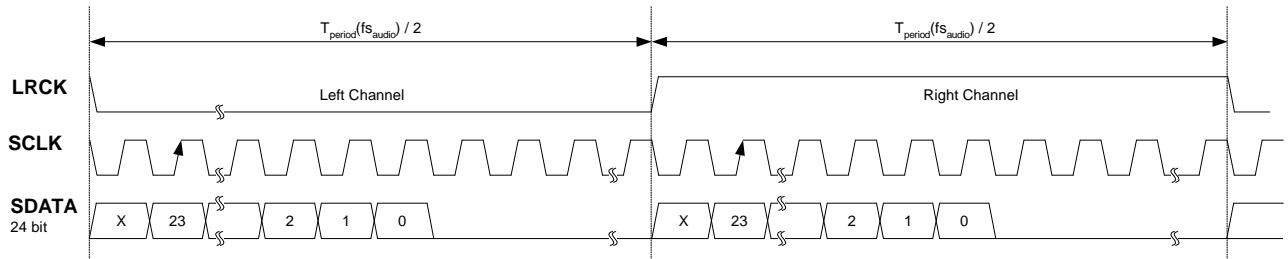 Tperiod(fsaudio) / 2 Tperiod(fsaudio) / 2
LRCK Left Channel Right Channel
SCLK
SDATA X 23 2 1 0 X 23 2 1 0
24 bit